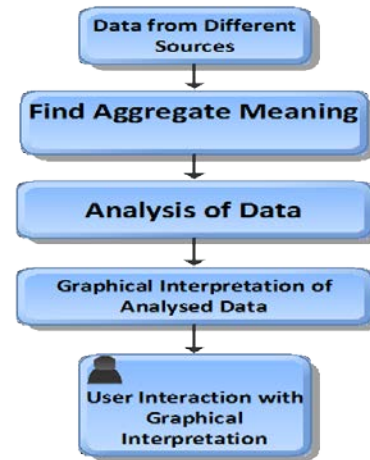 Data from Different
Sources
Find Aggregate Meaning
Analysis of Data
Graphical Interpretation of
Analysed Data
User Interaction with
Graphical
Interpretation